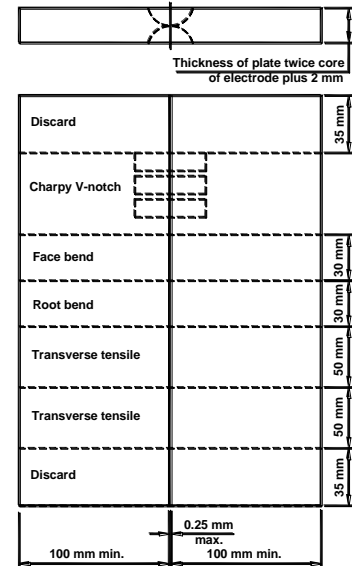 Thickness of plate twice core
of electrode plus 2 mm
Discard
35 mm
Charpy V-notch
Face bend
30 mm
Root bend
30 mm
Transverse tensile
50 mm
Transverse tensile
50 mm
Discard
35 mm
0.25 mm
max.
100 mm min.
100 mm min.